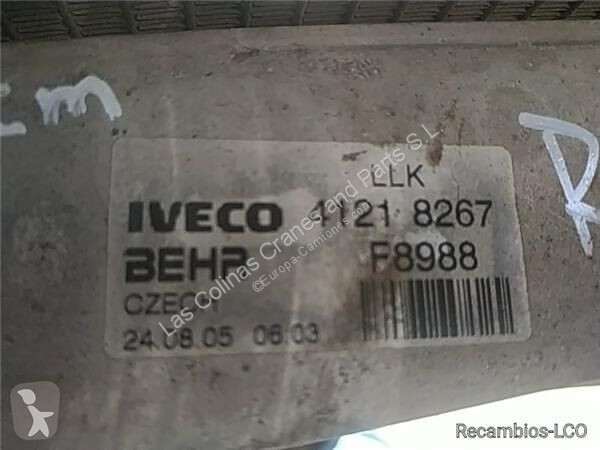 cm
R
LLK
IVECO 4121 8267
BEHR F8988
CZECH
24.08.05 06:03
Las Colinas Cranes and Parts S.L.
©Europa-Camiones.com
Recambios-LCO